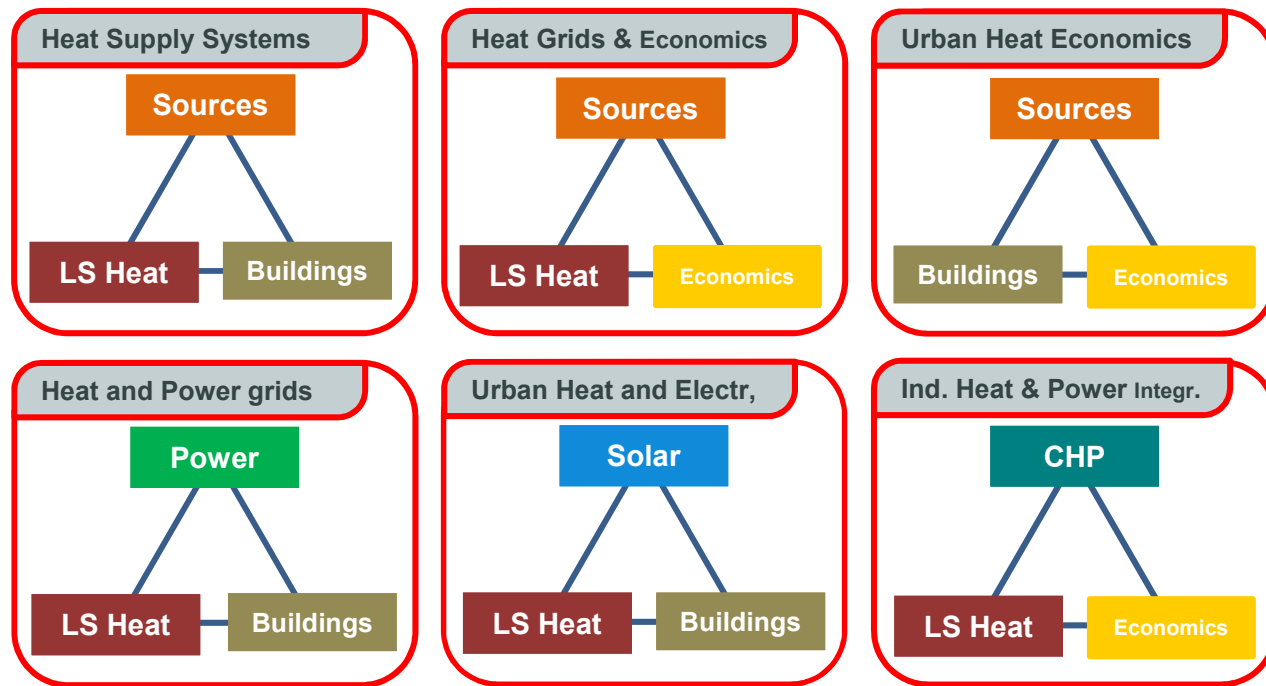 Heat Supply Systems
Sources
LS Heat
Buildings
Heat Grids & Economics
Sources
LS Heat
Economics
Urban Heat Economics
Sources
Buildings
Economics
Heat and Power grids
Power
LS Heat
Buildings
Urban Heat and Electr,
Solar
LS Heat
Buildings
Ind. Heat & Power Integr.
CHP
LS Heat
Economics